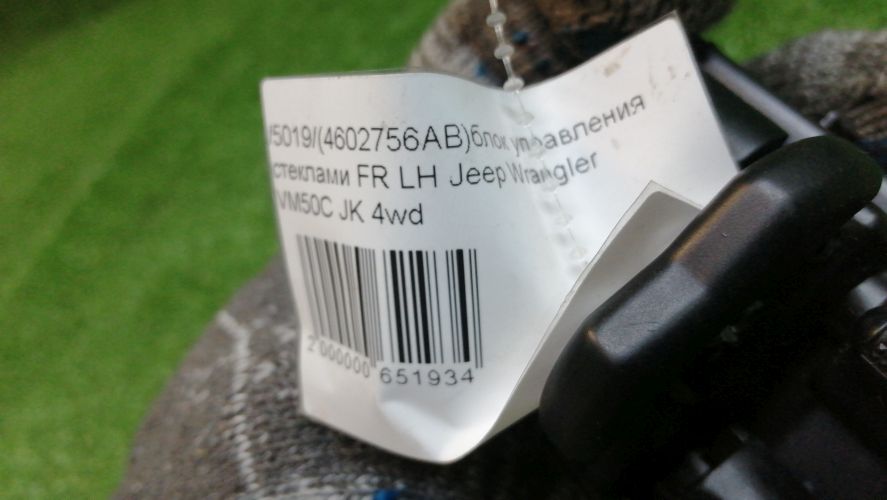 /5019/(4602756AB)блок управления
стеклами FR LH Jeep Wrangler
VM50C JK 4wd
2 000000 651934